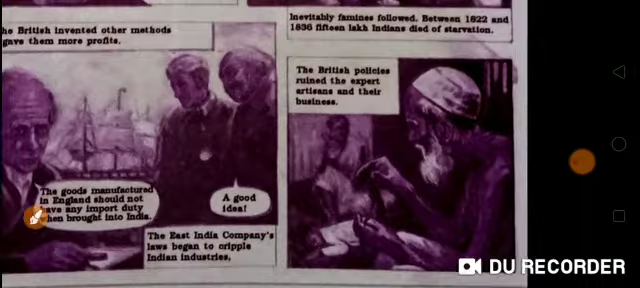 he British invented other methods
gave them more profits.
Inevitably famines followed. Between 1822 and
1836 fifteen lakh Indians died of starvation.
The British policies
ruined the expert
artisans and their
business.
The goods manufactured
in England should not
have any import duty
when brought into India.
A good
idea!
The East India Company's
laws began to cripple
Indian industries,
DU RECORDER